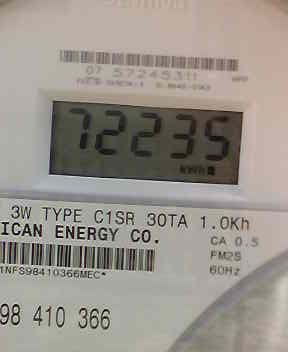 07 57245311
72235
kWh
3W TYPE C1SR 30TA 1.0Kh
ICAN ENERGY CO.
CA 0.5
FM2S
60Hz
1NFS98410366MEC*
98 410 366